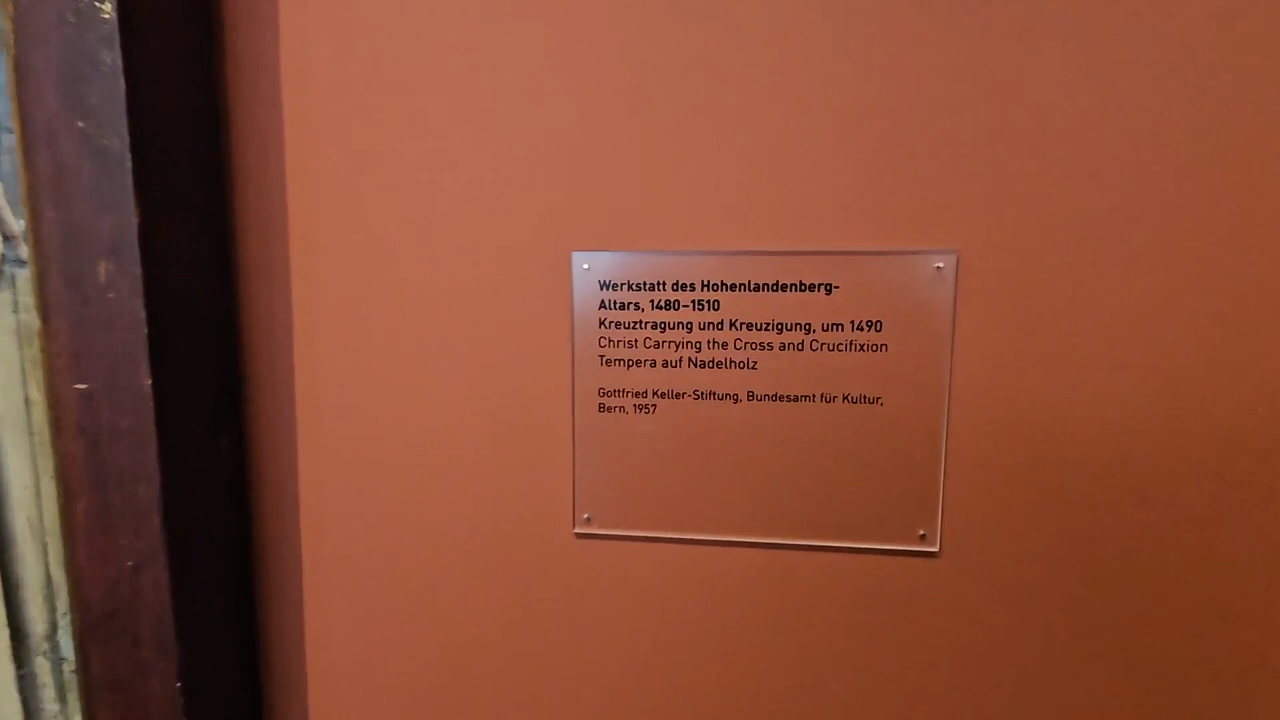 Werkstatt des Hohenlandenberg-
Altars, 1480–1510
Kreuztragung und Kreuzigung, um 1490
Christ Carrying the Cross and Crucifixion
Tempera auf Nadelholz
Gottfried Keller-Stiftung, Bundesamt für Kultur,
Bern, 1957